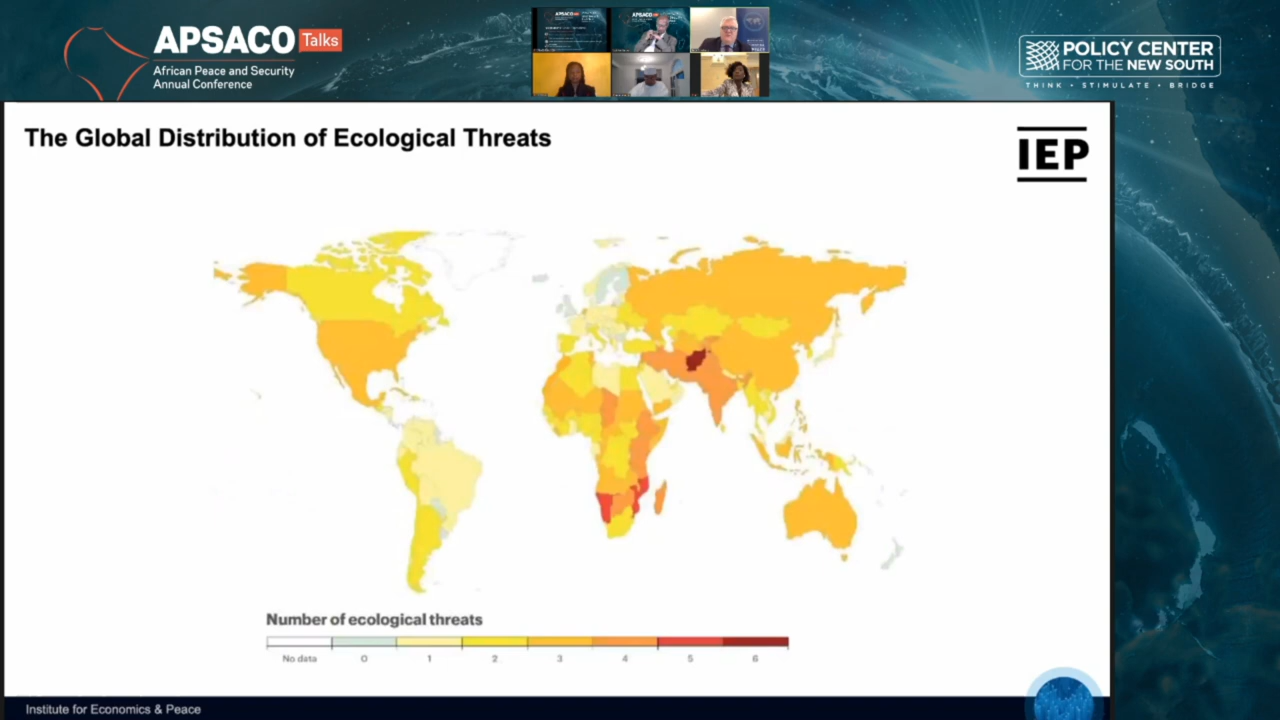 APSACO Talks
African Peace and Security
Annual Conference
POLICY CENTER
FOR THE NEW SOUTH
THINK • STIMULATE • BRIDGE
The Global Distribution of Ecological Threats
IEP
Number of ecological threats
No data 0 1 2 3 4 5 6
Institute for Economics & Peace